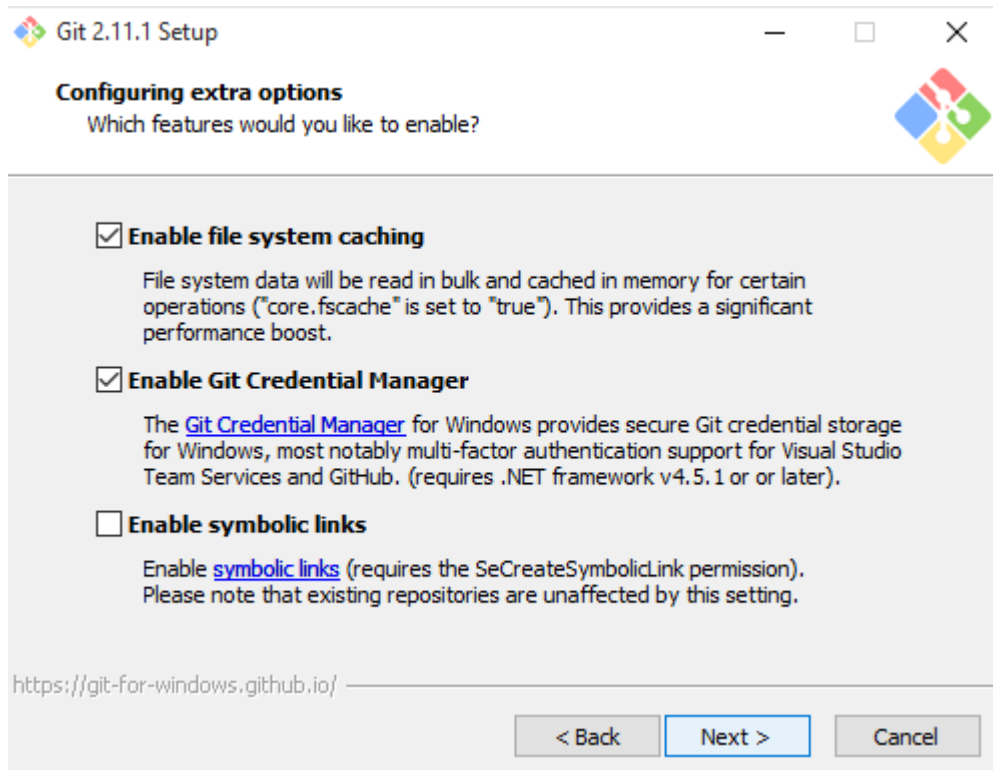 Git 2.11.1 Setup
Configuring extra options
Which features would you like to enable?
Enable file system caching
File system data will be read in bulk and cached in memory for certain
operations ("core.fscache" is set to "true"). This provides a significant
performance boost.
Enable Git Credential Manager
The Git Credential Manager for Windows provides secure Git credential storage
for Windows, most notably multi-factor authentication support for Visual Studio
Team Services and GitHub. (requires .NET framework v4.5.1 or or later).
Enable symbolic links
Enable symbolic links (requires the SeCreateSymbolicLink permission).
Please note that existing repositories are unaffected by this setting.
https://git-for-windows.github.io/
< Back Next > Cancel